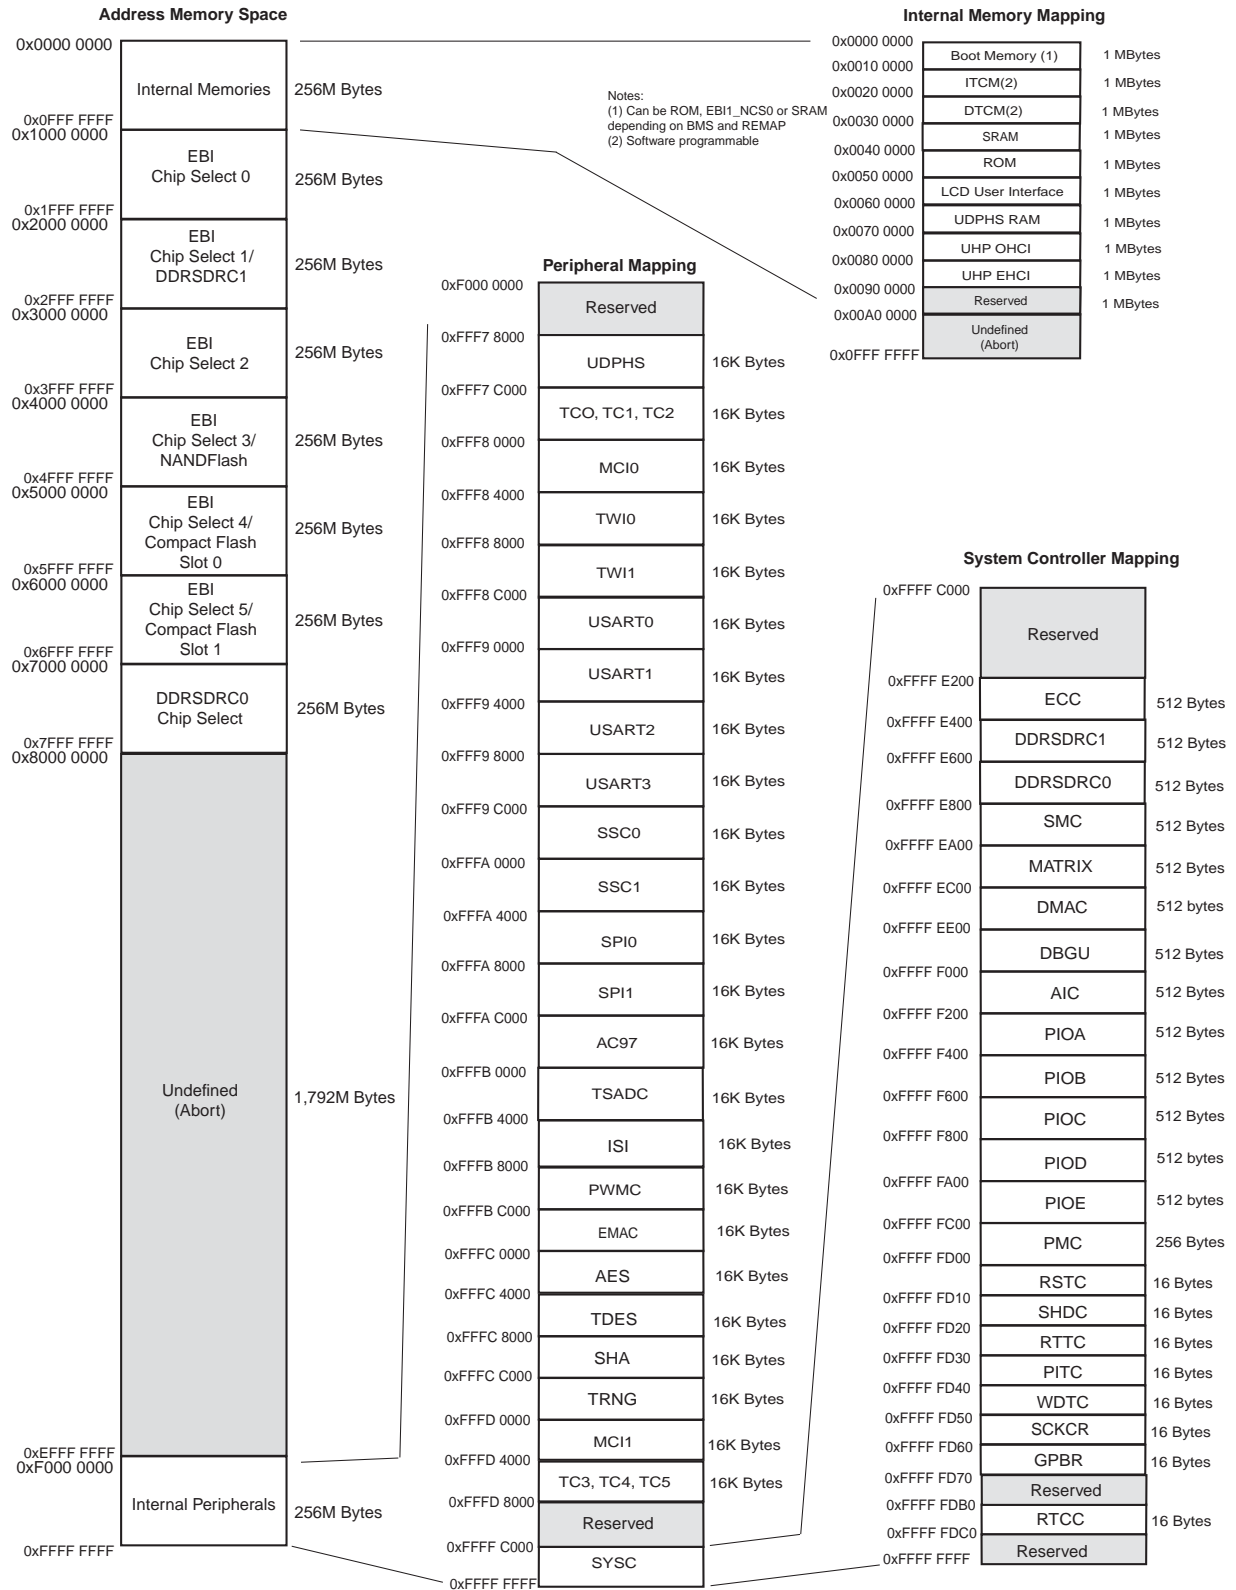 Address Memory Space
0x0000 0000
Internal Memories
256M Bytes
0x0FFF FFFF
0x1000 0000
EBI
Chip Select 0
256M Bytes
0x1FFF FFFF
0x2000 0000
EBI
Chip Select 1/
DDRSDRC1
256M Bytes
0x2FFF FFFF
0x3000 0000
EBI
Chip Select 2
256M Bytes
0x3FFF FFFF
0x4000 0000
EBI
Chip Select 3/
NANDFlash
256M Bytes
0x4FFF FFFF
0x5000 0000
EBI
Chip Select 4/
Compact Flash
Slot 0
256M Bytes
0x5FFF FFFF
0x6000 0000
EBI
Chip Select 5/
Compact Flash
Slot 1
256M Bytes
0x6FFF FFFF
0x7000 0000
DDRSDRC0
Chip Select
256M Bytes
0x7FFF FFFF
0x8000 0000
Undefined
(Abort)
1,792M Bytes
0xEFFF FFFF
0xF000 0000
Internal Peripherals
256M Bytes
0xFFFF FFFF
Internal Memory Mapping
Notes:
(1) Can be ROM, EBI1_NCS0 or SRAM
depending on BMS and REMAP
(2) Software programmable
0x0000 0000
Boot Memory (1)
1 MBytes
0x0010 0000
ITCM(2)
1 MBytes
0x0020 0000
DTCM(2)
1 MBytes
0x0030 0000
SRAM
1 MBytes
0x0040 0000
ROM
1 MBytes
0x0050 0000
LCD User Interface
1 MBytes
0x0060 0000
UDPHS RAM
1 MBytes
0x0070 0000
UHP OHCI
1 MBytes
0x0080 0000
UHP EHCI
1 MBytes
0x0090 0000
Reserved
1 MBytes
0x00A0 0000
Undefined
(Abort)
0x0FFF FFFF
Peripheral Mapping
0xF000 0000
Reserved
0xFFF7 8000
UDPHS
16K Bytes
0xFFF7 C000
TCO, TC1, TC2
16K Bytes
0xFFF8 0000
MCI0
16K Bytes
0xFFF8 4000
TWI0
16K Bytes
0xFFF8 8000
TWI1
16K Bytes
0xFFF8 C000
USART0
16K Bytes
0xFFF9 0000
USART1
16K Bytes
0xFFF9 4000
USART2
16K Bytes
0xFFF9 8000
USART3
16K Bytes
0xFFF9 C000
SSC0
16K Bytes
0xFFFA 0000
SSC1
16K Bytes
0xFFFA 4000
SPI0
16K Bytes
0xFFFA 8000
SPI1
16K Bytes
0xFFFA C000
AC97
16K Bytes
0xFFFB 0000
TSADC
16K Bytes
0xFFFB 4000
ISI
16K Bytes
0xFFFB 8000
PWMC
16K Bytes
0xFFFB C000
EMAC
16K Bytes
0xFFFC 0000
AES
16K Bytes
0xFFFC 4000
TDES
16K Bytes
0xFFFC 8000
SHA
16K Bytes
0xFFFC C000
TRNG
16K Bytes
0xFFFD 0000
MCI1
16K Bytes
0xFFFD 4000
TC3, TC4, TC5
16K Bytes
0xFFFD 8000
Reserved
0xFFFF C000
SYSC
0xFFFF FFFF
System Controller Mapping
0xFFFF C000
Reserved
0xFFFF E200
ECC
512 Bytes
0xFFFF E400
DDRSDRC1
512 Bytes
0xFFFF E600
DDRSDRC0
512 Bytes
0xFFFF E800
SMC
512 Bytes
0xFFFF EA00
MATRIX
512 Bytes
0xFFFF EC00
DMAC
512 bytes
0xFFFF EE00
DBGU
512 Bytes
0xFFFF F000
AIC
512 Bytes
0xFFFF F200
PIOA
512 Bytes
0xFFFF F400
PIOB
512 Bytes
0xFFFF F600
PIOC
512 Bytes
0xFFFF F800
PIOD
512 bytes
0xFFFF FA00
PIOE
512 bytes
0xFFFF FC00
PMC
256 Bytes
0xFFFF FD00
RSTC
16 Bytes
0xFFFF FD10
SHDC
16 Bytes
0xFFFF FD20
RTTC
16 Bytes
0xFFFF FD30
PITC
16 Bytes
0xFFFF FD40
WDTC
16 Bytes
0xFFFF FD50
SCKCR
16 Bytes
0xFFFF FD60
GPBR
16 Bytes
0xFFFF FD70
Reserved
0xFFFF FDB0
RTCC
16 Bytes
0xFFFF FDC0
Reserved
0xFFFF FFFF